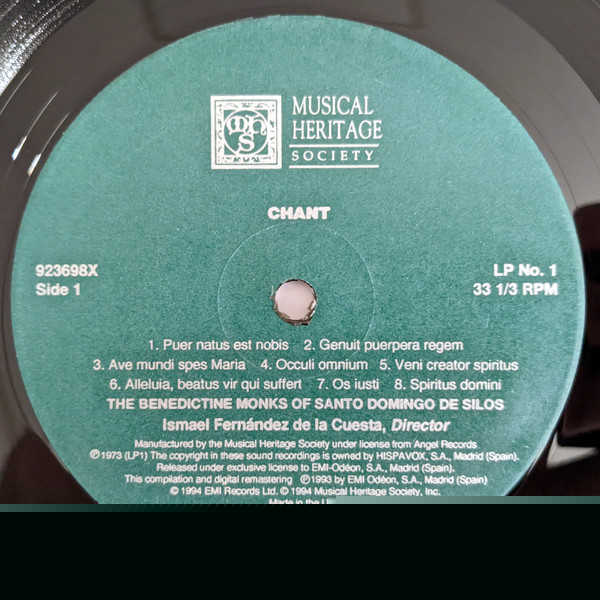 mhs
MUSICAL
HERITAGE
SOCIETY
CHANT
923698X
Side 1
LP No. 1
33 1/3 RPM
1. Puer natus est nobis 2. Genuit puerpera regem
3. Ave mundi spes Maria 4. Occuli omnium 5. Veni creator spiritus
6. Alleluia, beatus vir qui suffert 7. Os iusti 8. Spiritus domini
THE BENEDICTINE MONKS OF SANTO DOMINGO DE SILOS
Ismael Fernández de la Cuesta, Director
Manufactured by the Musical Heritage Society under license from Angel Records
℗1973 (LP1) The copyright in these sound recordings is owned by HISPAVOX, S.A., Madrid (Spain).
Released under exclusive license to EMI-Odéon, S.A., Madrid (Spain).
This compilation and digital remastering ℗1993 by EMI Odéon, S.A., Madrid (Spain)
© 1994 EMI Records Ltd. © 1994 Musical Heritage Society, Inc.
Made in the